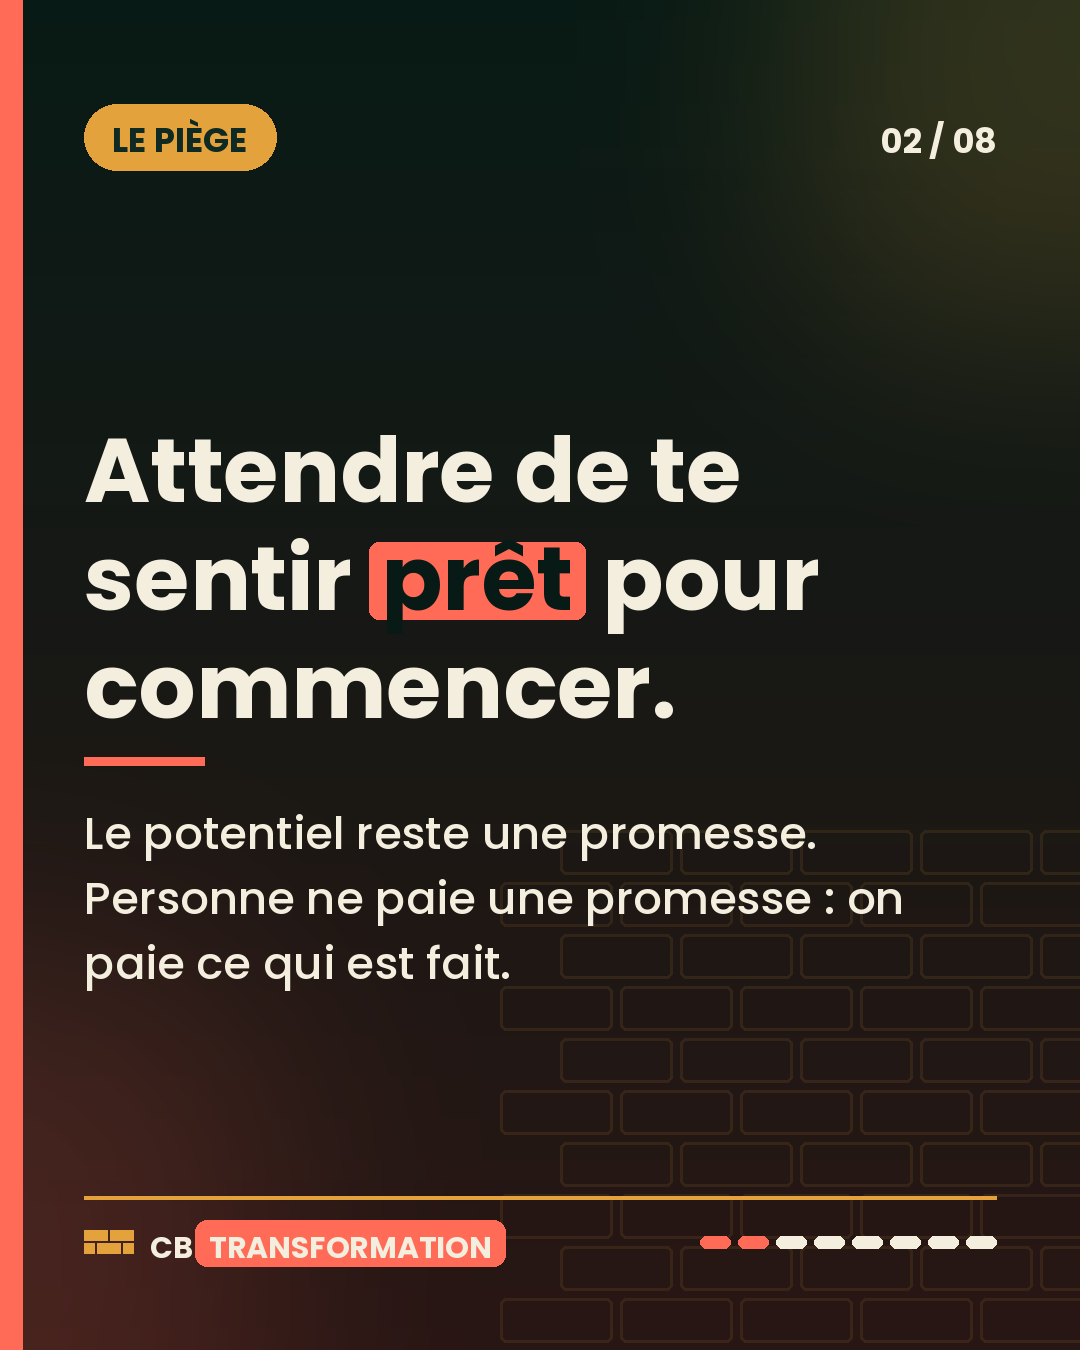 LE PIÈGE
02 / 08
Attendre de te
sentir prêt pour
commencer.
Le potentiel reste une promesse.
Personne ne paie une promesse : on
paie ce qui est fait.
CB TRANSFORMATION